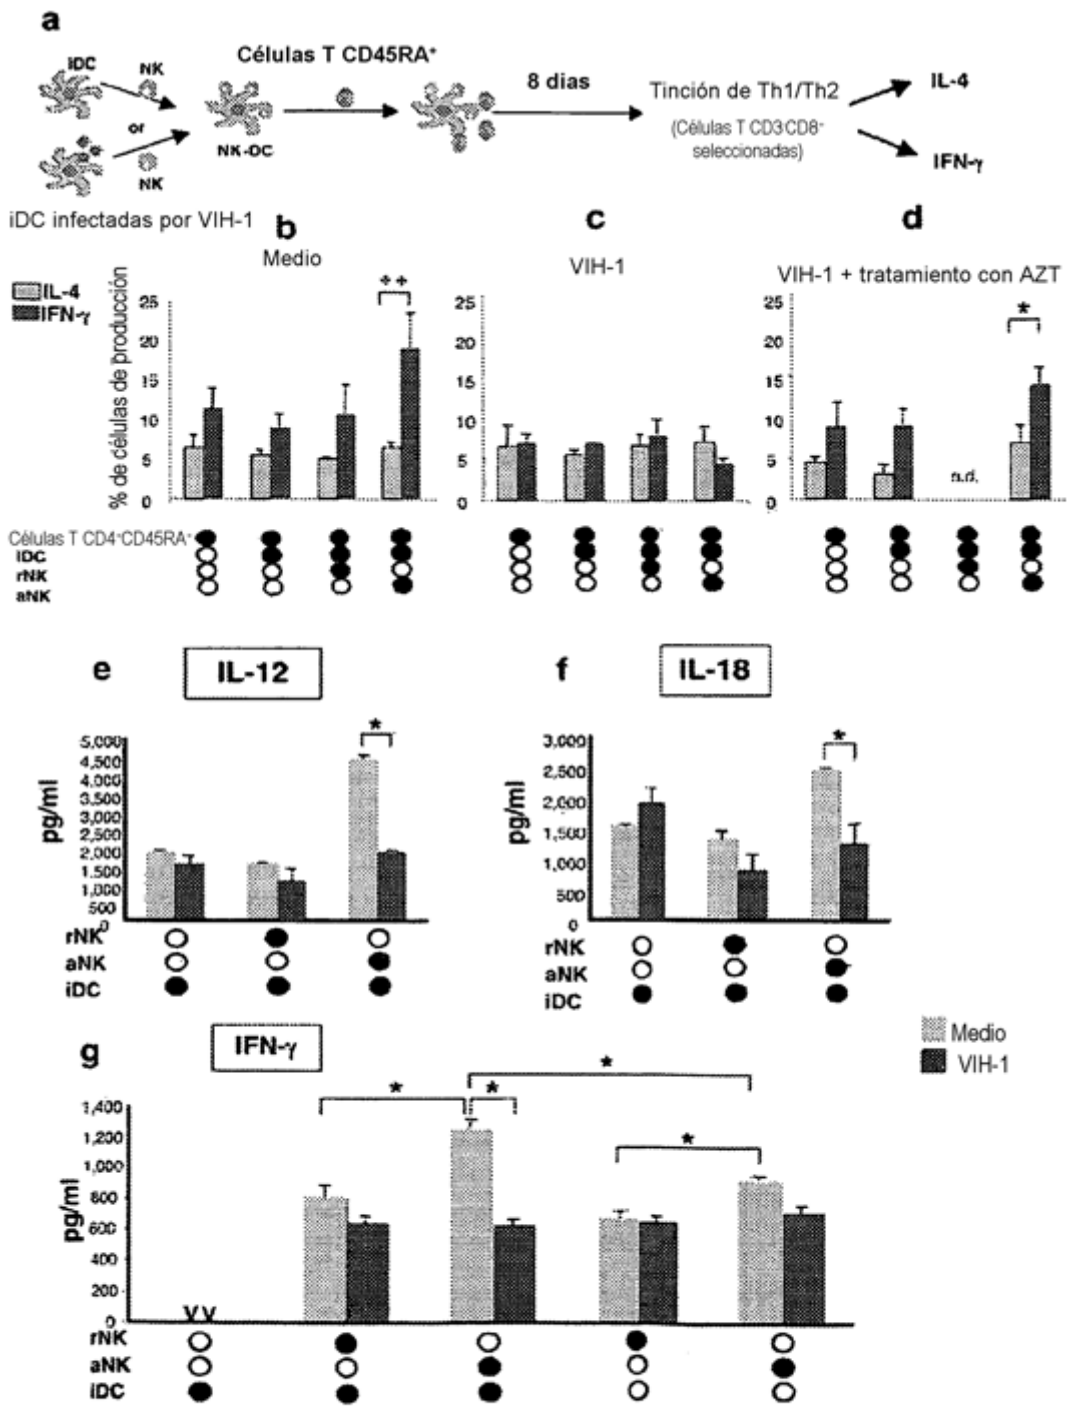 a
iDC
NK
Células T CD45RA+
or
NK
NK-DC
8 dias
Tinción de Th1/Th2
(Células T CD3CD8-
seleccionadas)
IL-4
IFN-γ
iDC infectadas por VIH-1
b
Medio
c
VIH-1
d
VIH-1 + tratamiento con AZT
IL-4
IFN-γ
% de células de producción
25
20
15
10
5
0
**
25
20
15
10
5
0
25
20
15
10
5
0
*
n.d.
Células T CD4+CD45RA+
IDC
rNK
aNK
e
IL-12
pg/ml
5,000
4,500
4,000
3,500
3,000
2,500
2,000
1,500
1,000
500
0
*
rNK
aNK
iDC
f
IL-18
pg/ml
3,000
2,500
2,000
1,500
1,000
500
0
*
rNK
aNK
iDC
g
IFN-γ
Medio
VIH-1
pg/ml
1,400
1,200
1,000
800
600
400
200
0
* * * *
V V
rNK
aNK
iDC